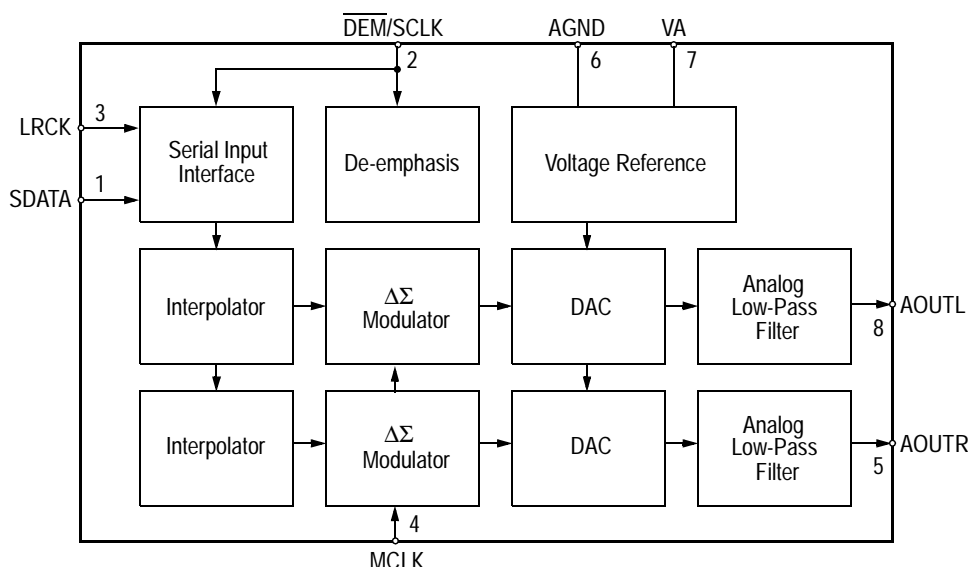 DEM/SCLK
AGND
VA
2
6
7
LRCK
3
SDATA
1
Serial Input
Interface
De-emphasis
Voltage Reference
Interpolator
ΔΣ
Modulator
DAC
Analog
Low-Pass
Filter
AOUTL
8
Interpolator
ΔΣ
Modulator
DAC
Analog
Low-Pass
Filter
AOUTR
5
4
MCLK